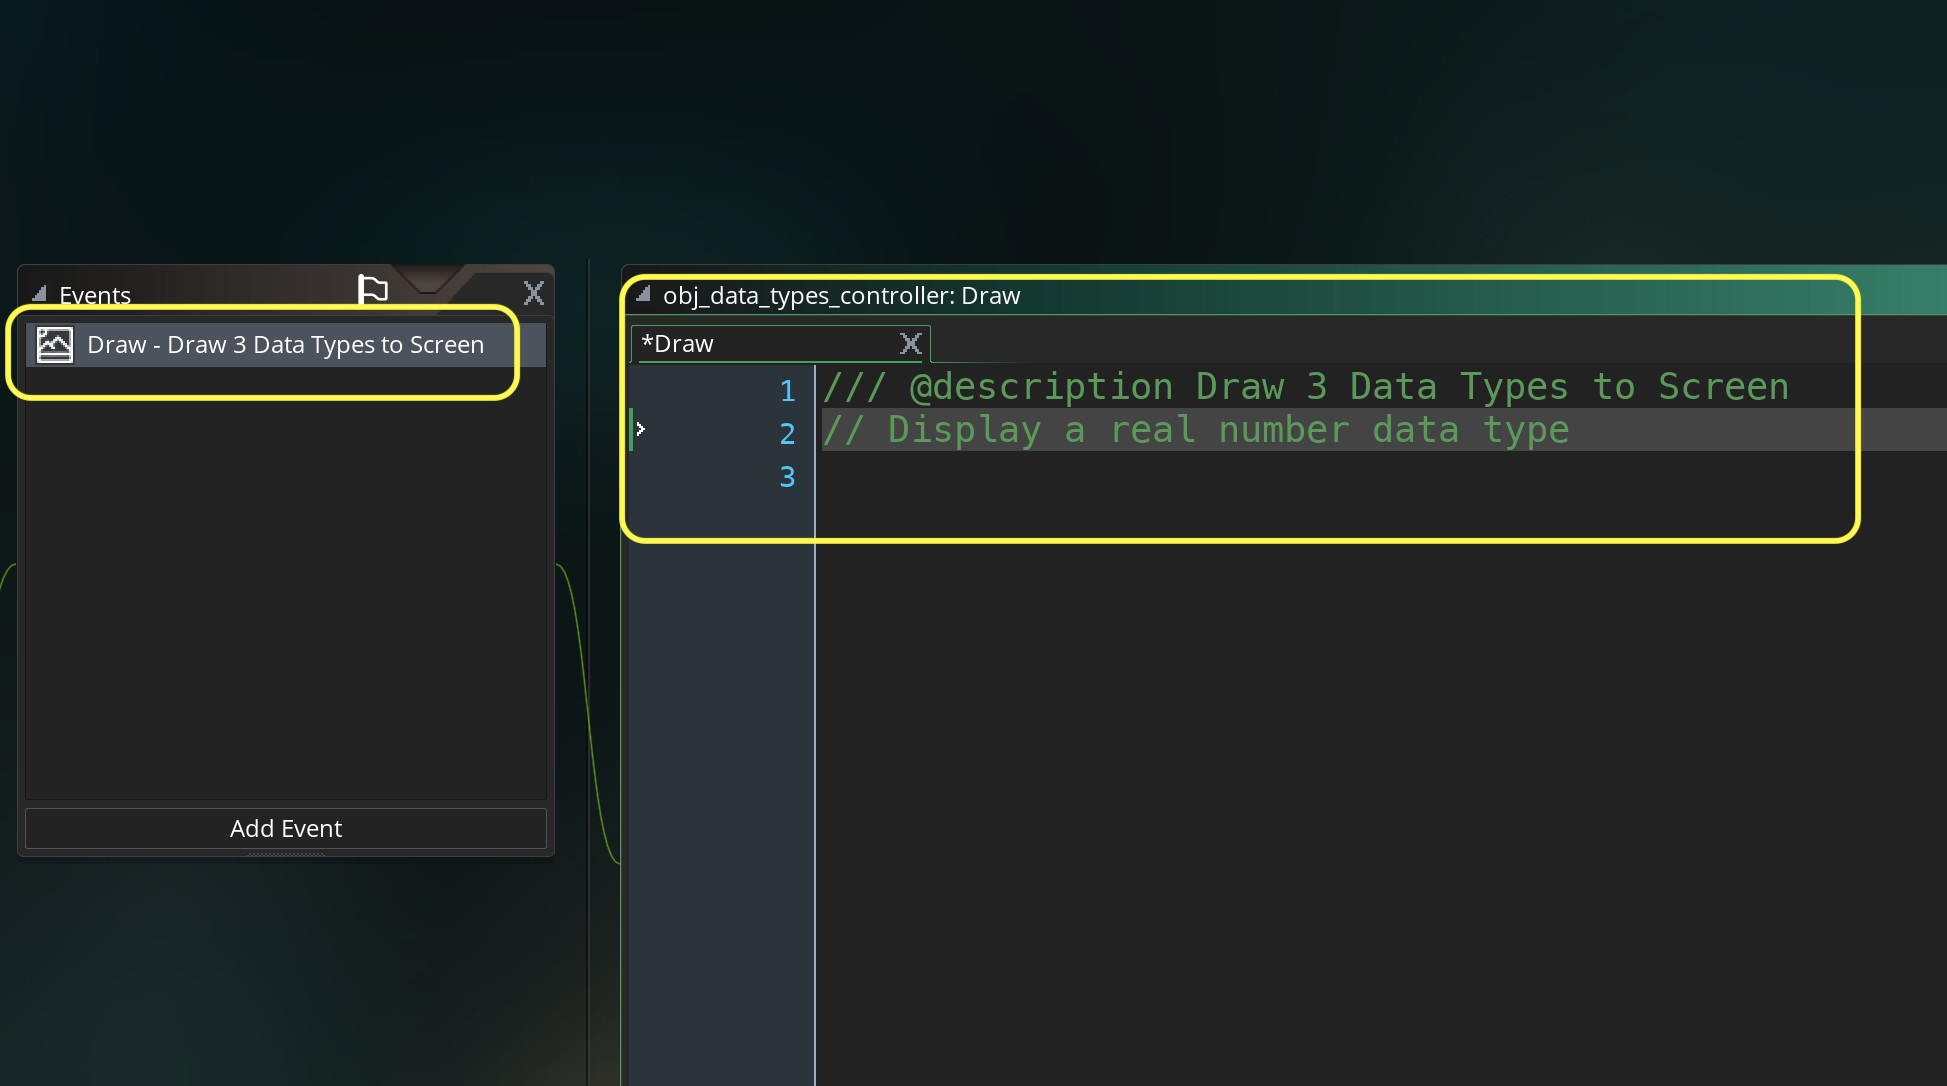 Events
Draw - Draw 3 Data Types to Screen
Add Event
obj_data_types_controller: Draw
*Draw
1 /// @description Draw 3 Data Types to Screen
2 // Display a real number data type
3